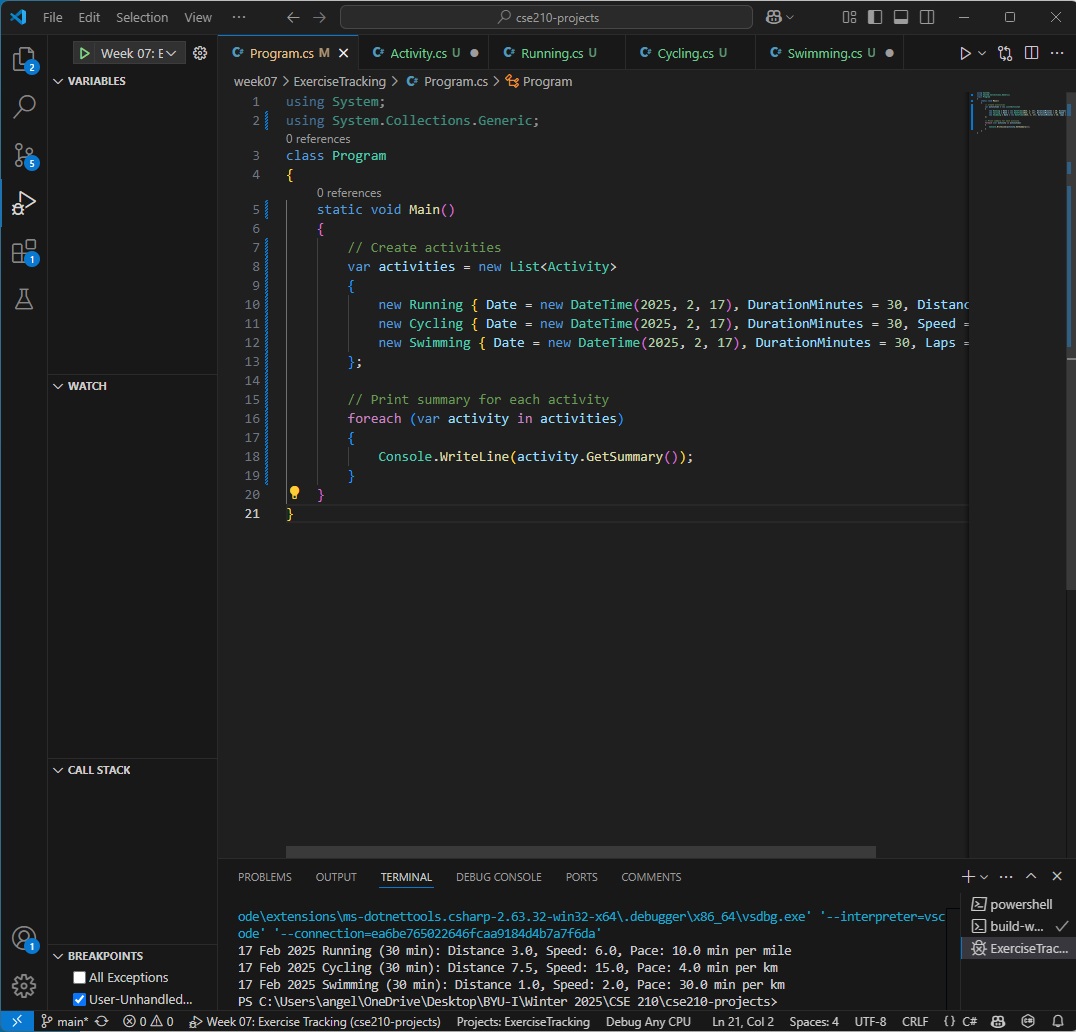 File Edit Selection View ··· cse210-projects
Week 07: E
Program.cs M Activity.cs U Running.cs U Cycling.cs U Swimming.cs U
week07 > ExerciseTracking > Program.cs > Program
VARIABLES
WATCH
CALL STACK
BREAKPOINTS
All Exceptions
User-Unhandled...
2
5
1
1
1 using System;
2 using System.Collections.Generic;
0 references
3 class Program
4 {
0 references
5 static void Main()
6 {
7 // Create activities
8 var activities = new List<Activity>
9 {
10 new Running { Date = new DateTime(2025, 2, 17), DurationMinutes = 30, Distanc
11 new Cycling { Date = new DateTime(2025, 2, 17), DurationMinutes = 30, Speed =
12 new Swimming { Date = new DateTime(2025, 2, 17), DurationMinutes = 30, Laps =
13 };
14
15 // Print summary for each activity
16 foreach (var activity in activities)
17 {
18 Console.WriteLine(activity.GetSummary());
19 }
20 }
21 }
PROBLEMS OUTPUT TERMINAL DEBUG CONSOLE PORTS COMMENTS
ode\extensions\ms-dotnettools.csharp-2.63.32-win32-x64\.debugger\x86_64\vsdbg.exe' '--interpreter=vsc
ode' '--connection=ea6be765022646fcaa9184d4b7a7f6da'
17 Feb 2025 Running (30 min): Distance 3.0, Speed: 6.0, Pace: 10.0 min per mile
17 Feb 2025 Cycling (30 min): Distance 7.5, Speed: 15.0, Pace: 4.0 min per km
17 Feb 2025 Swimming (30 min): Distance 1.0, Speed: 2.0, Pace: 30.0 min per km
PS C:\Users\angel\OneDrive\Desktop\BYU-I\Winter 2025\CSE 210\cse210-projects>
powershell
build-w...
ExerciseTrac...
main* 0 0 Week 07: Exercise Tracking (cse210-projects) Projects: ExerciseTracking Debug Any CPU Ln 21, Col 2 Spaces: 4 UTF-8 CRLF {} C#